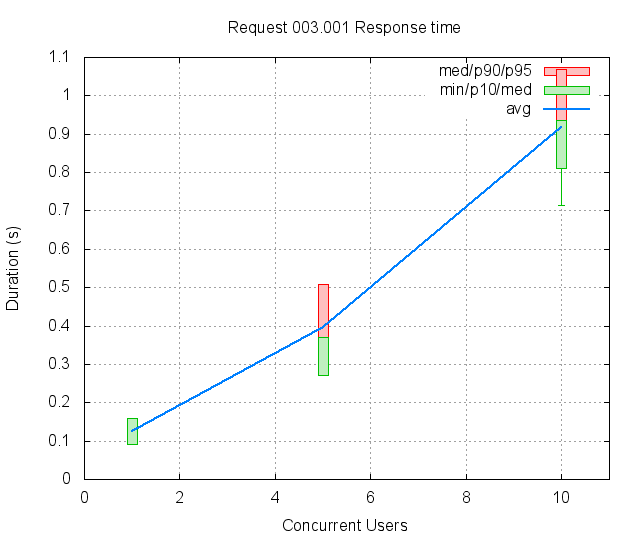 Request 003.001 Response time
1.1
1
0.9
0.8
0.7
0.6
0.5
0.4
0.3
0.2
0.1
0
Duration (s)
med/p90/p95
min/p10/med
avg
0 2 4 6 8 10
Concurrent Users